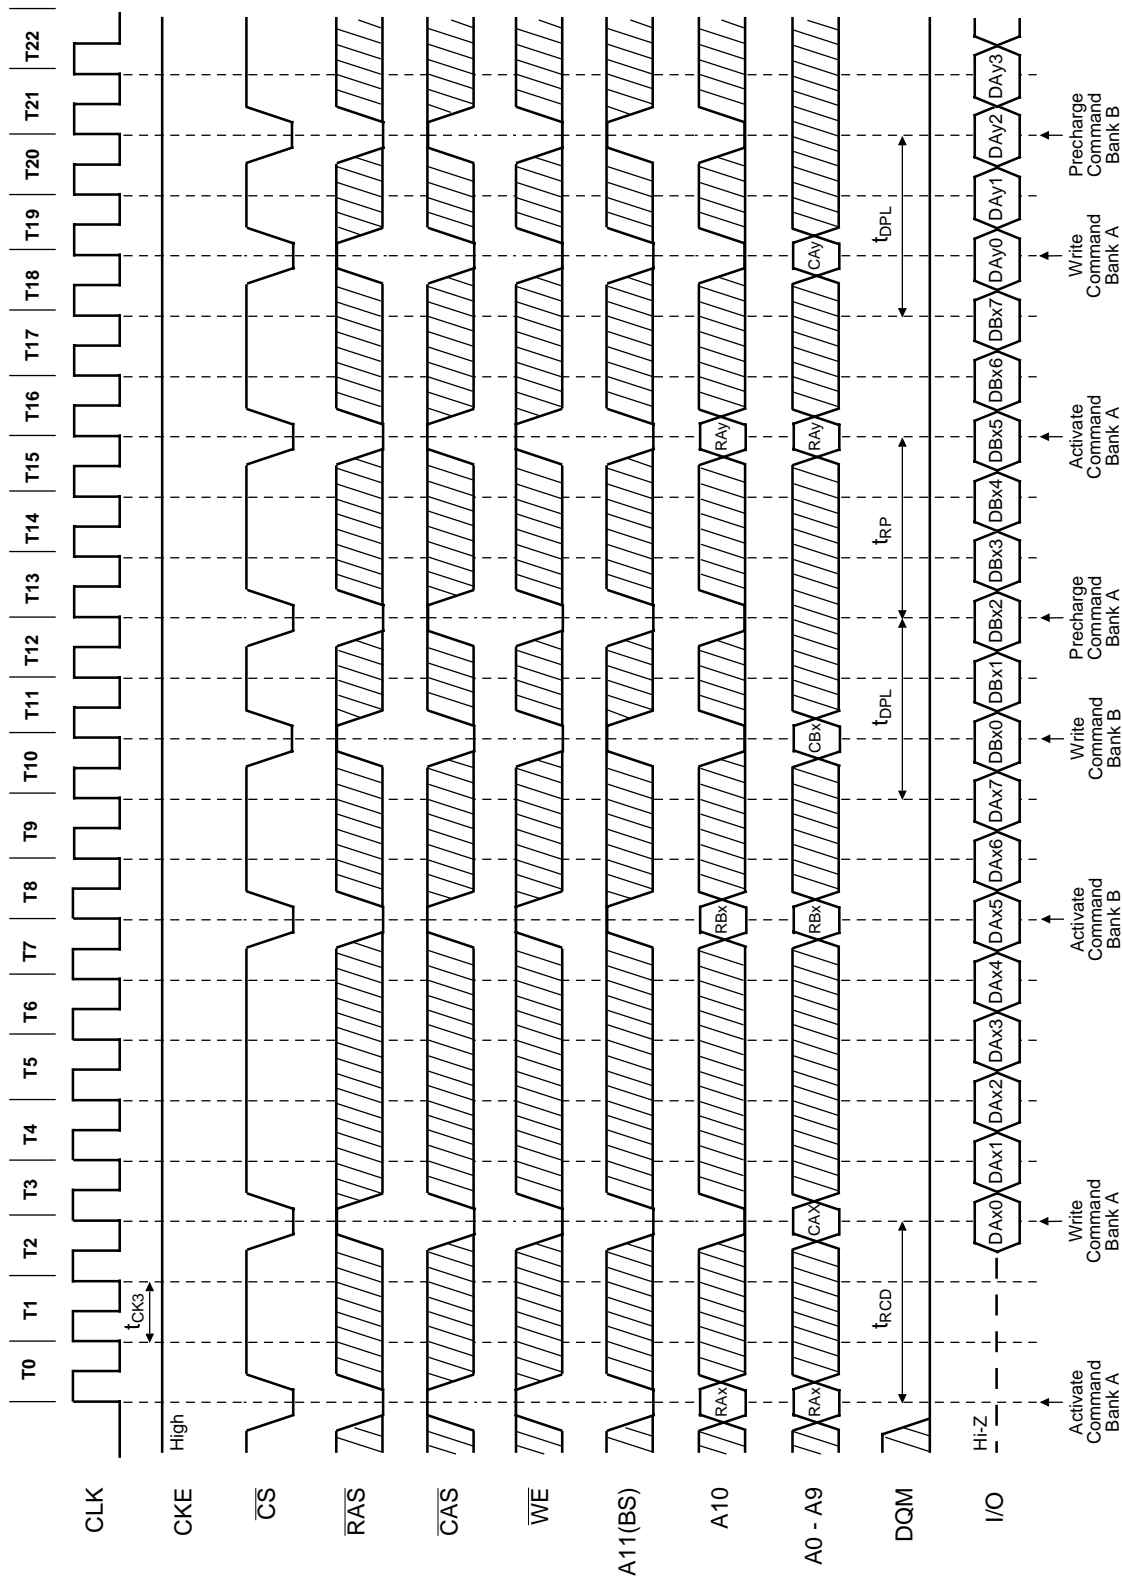 T0 T1 T2 T3 T4 T5 T6 T7 T8 T9 T10 T11 T12 T13 T14 T15 T16 T17 T18 T19 T20 T21 T22
CLK
tCK3
CKE
High
CS
RAS
CAS
WE
A11(BS)
A10
RAx RBx RAy
A0 - A9
RAx CAX RBx CBx RAy CAy
DQM
tRCD tDPL tRP tDPL
I/O
Hi-Z
DAx0 DAx1 DAx2 DAx3 DAx4 DAx5 DAx6 DAx7 DBx0 DBx1 DBx2 DBx3 DBx4 DBx5 DBx6 DBx7 DAy0 DAy1 DAy2 DAy3
Activate
Command
Bank A
Write
Command
Bank A
Activate
Command
Bank B
Write
Command
Bank B
Precharge
Command
Bank A
Activate
Command
Bank A
Write
Command
Bank A
Precharge
Command
Bank B